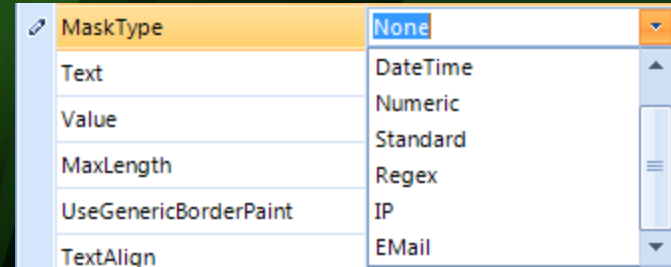 MaskType None
Text
Value
MaxLength
UseGenericBorderPaint
TextAlign
DateTime
Numeric
Standard
Regex
IP
EMail